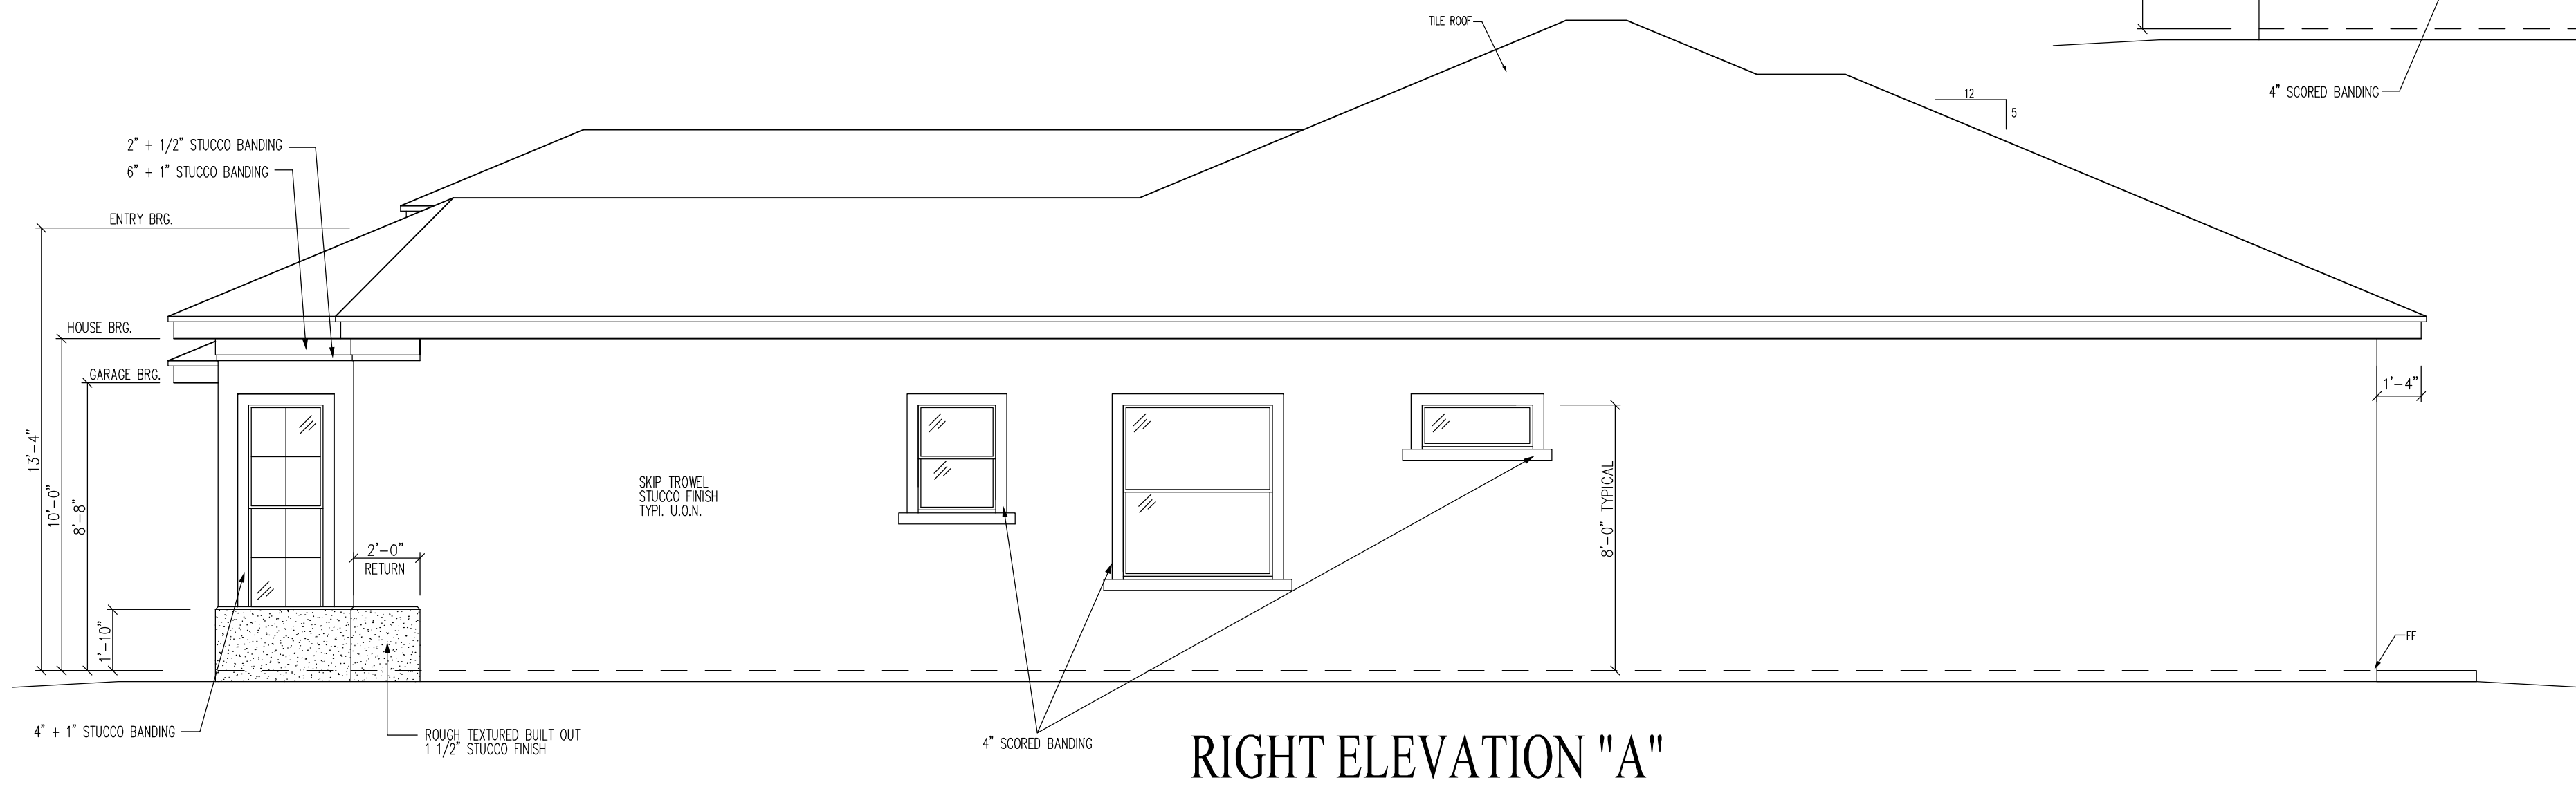 TILE ROOF
12
5
4" SCORED BANDING
2" + 1/2" STUCCO BANDING
6" + 1" STUCCO BANDING
ENTRY BRG.
HOUSE BRG.
GARAGE BRG.
13'-4"
10'-0"
8'-8"
1'-10"
2'-0"
RETURN
SKIP TROWEL
STUCCO FINISH
TYPI. U.O.N.
8'-0" TYPICAL
1'-4"
FF
4" + 1" STUCCO BANDING
ROUGH TEXTURED BUILT OUT
1 1/2" STUCCO FINISH
4" SCORED BANDING
RIGHT ELEVATION "A"